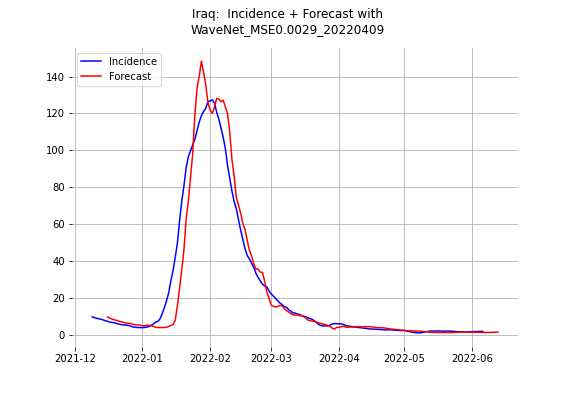 Iraq:  Incidence + Forecast with
WaveNet_MSE0.0029_20220409
Incidence
Forecast
140
120
100
80
60
40
20
0
2021-12 2022-01 2022-02 2022-03 2022-04 2022-05 2022-06